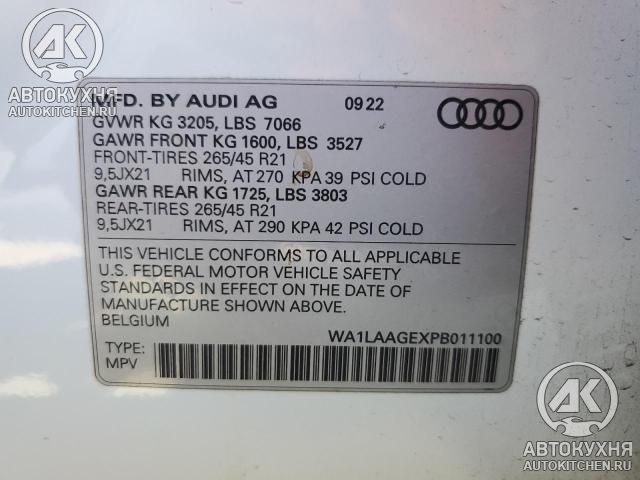 АК
АВТОКУХНЯ
AUTOKITCHEN.RU
MFD. BY AUDI AG 09 22
GVWR KG 3205, LBS 7066
GAWR FRONT KG 1600, LBS 3527
FRONT-TIRES 265/45 R21
9,5JX21 RIMS, AT 270 KPA 39 PSI COLD
GAWR REAR KG 1725, LBS 3803
REAR-TIRES 265/45 R21
9,5JX21 RIMS, AT 290 KPA 42 PSI COLD
THIS VEHICLE CONFORMS TO ALL APPLICABLE
U.S. FEDERAL MOTOR VEHICLE SAFETY
STANDARDS IN EFFECT ON THE DATE OF
MANUFACTURE SHOWN ABOVE.
BELGIUM
WA1LAAGEXPB011100
TYPE:
MPV
АК
АВТОКУХНЯ
AUTOKITCHEN.RU